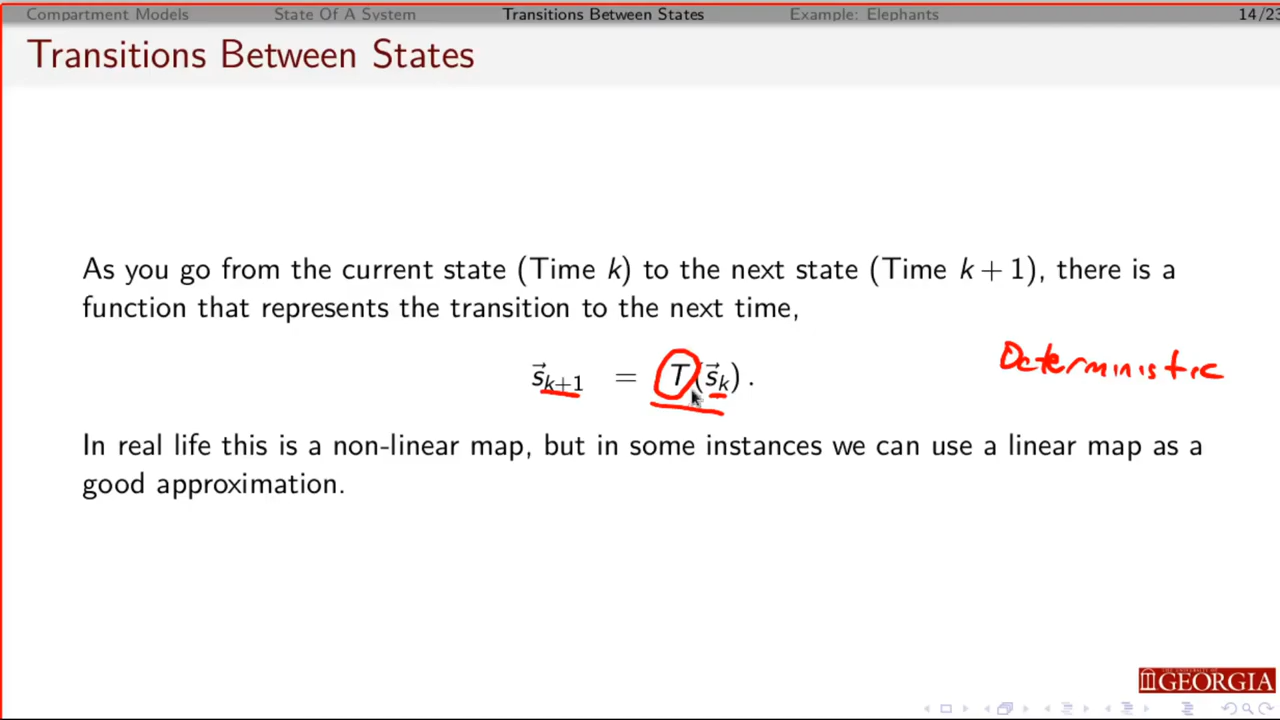 Compartment Models State Of A System Transitions Between States Example: Elephants 14/23
Transitions Between States
As you go from the current state (Time k) to the next state (Time k + 1), there is a
function that represents the transition to the next time,
s⃗ₖ₊₁ = T(s⃗ₖ).
Deterministic
In real life this is a non-linear map, but in some instances we can use a linear map as a
good approximation.
GEORGIA